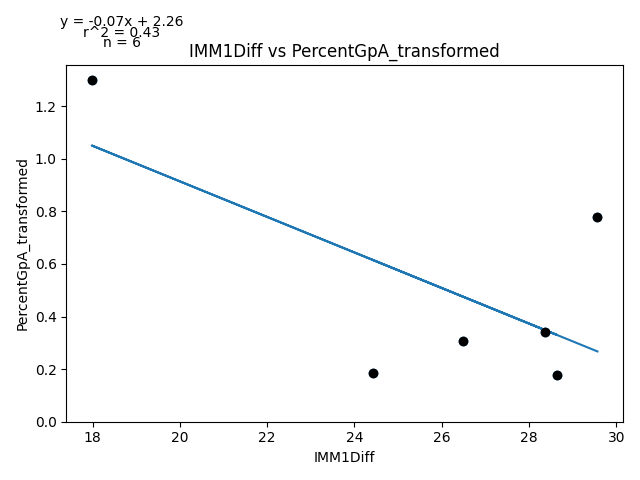 y = -0.07x + 2.26
r^2 = 0.43
n = 6
IMM1Diff vs PercentGpA_transformed
PercentGpA_transformed
1.2
1.0
0.8
0.6
0.4
0.2
0.0
18 20 22 24 26 28 30
IMM1Diff